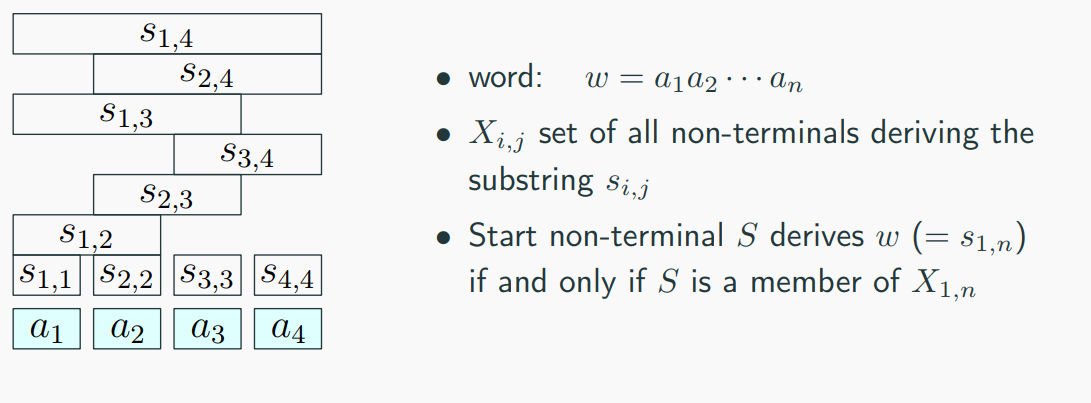 s_{1,4}
s_{2,4}
s_{1,3}
s_{3,4}
s_{2,3}
s_{1,2}
s_{1,1} s_{2,2} s_{3,3} s_{4,4}
a_1 a_2 a_3 a_4
• word: w = a_1a_2 ⋯ a_n
• X_{i,j} set of all non-terminals deriving the
substring s_{i,j}
• Start non-terminal S derives w (= s_{1,n})
if and only if S is a member of X_{1,n}